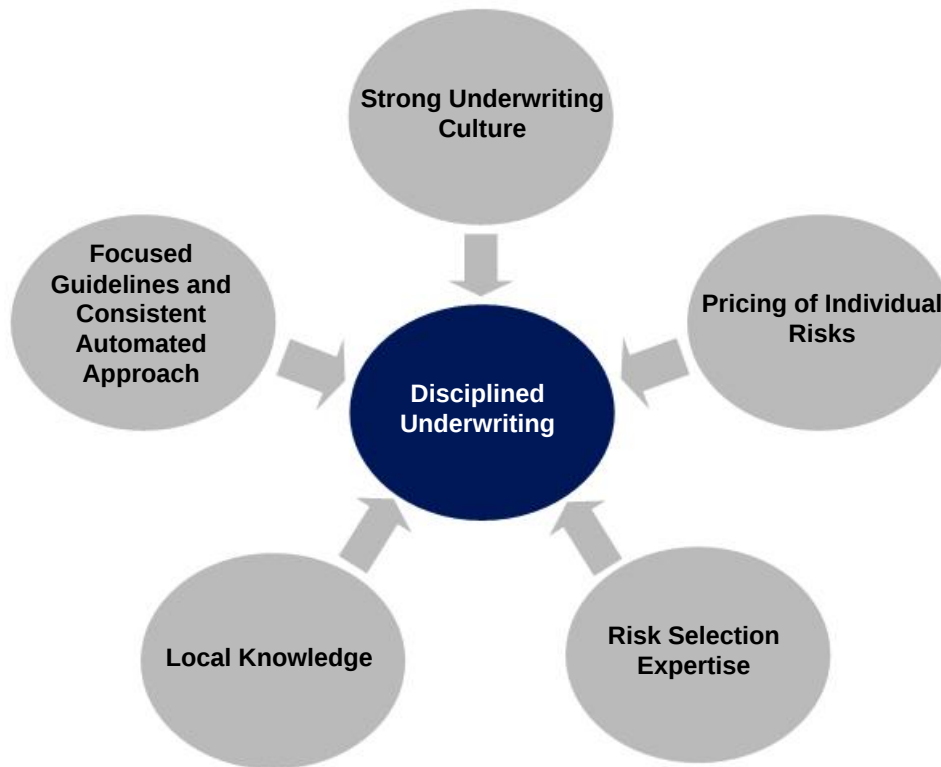 Strong Underwriting
Culture
Focused
Guidelines and
Consistent
Automated
Approach
Pricing of Individual
Risks
Disciplined
Underwriting
Local Knowledge
Risk Selection
Expertise